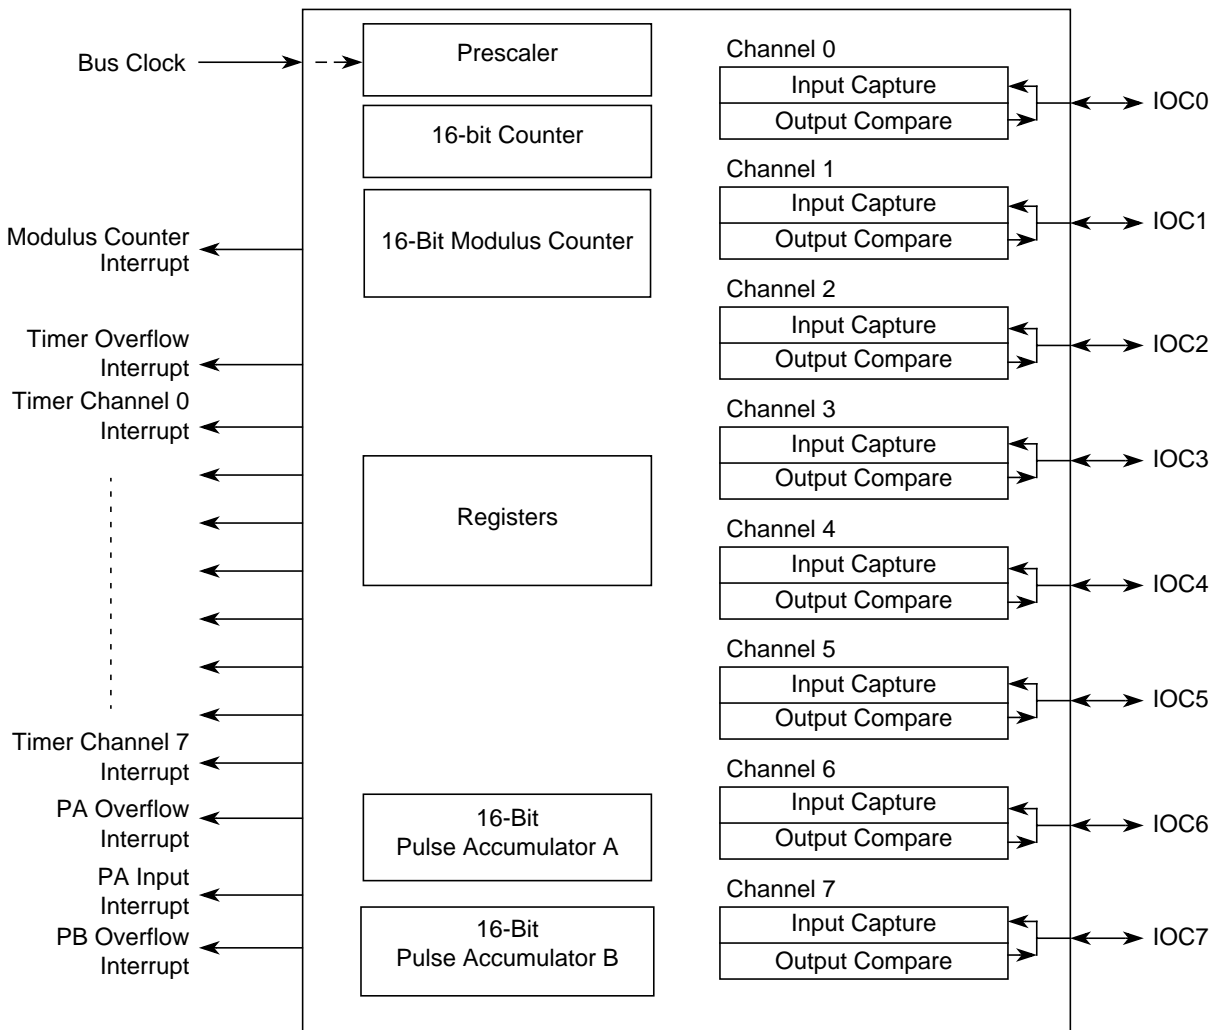 Bus Clock
Modulus Counter
Interrupt
Timer Overflow
Interrupt
Timer Channel 0
Interrupt
Timer Channel 7
Interrupt
PA Overflow
Interrupt
PA Input
Interrupt
PB Overflow
Interrupt
Prescaler
16-bit Counter
16-Bit Modulus Counter
Registers
16-Bit
Pulse Accumulator A
16-Bit
Pulse Accumulator B
Channel 0
Input Capture
Output Compare
IOC0
Channel 1
Input Capture
Output Compare
IOC1
Channel 2
Input Capture
Output Compare
IOC2
Channel 3
Input Capture
Output Compare
IOC3
Channel 4
Input Capture
Output Compare
IOC4
Channel 5
Input Capture
Output Compare
IOC5
Channel 6
Input Capture
Output Compare
IOC6
Channel 7
Input Capture
Output Compare
IOC7